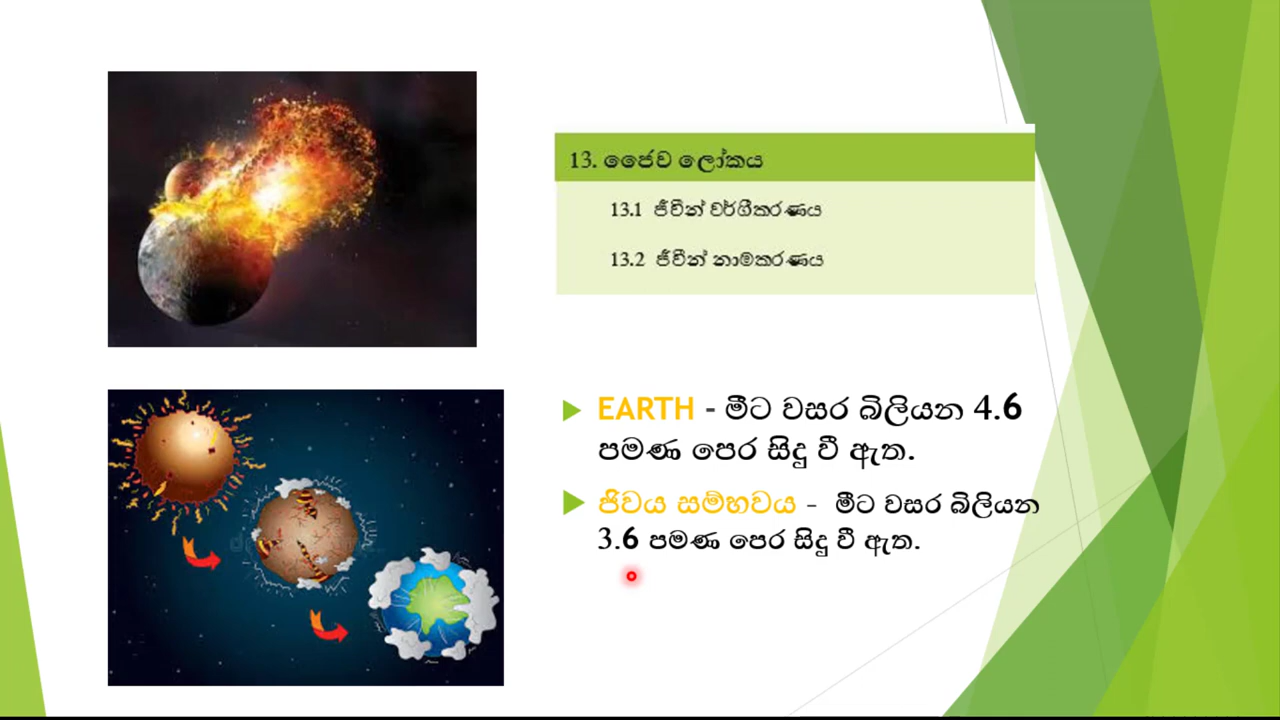 13. ජෛව ලෝකය
13.1 ජීවීන් වර්ගීකරණය
13.2 ජීවීන් නාමකරණය
EARTH - මීට වසර බිලියන 4.6
පමණ පෙර සිදු වී ඇත.
ජිවය සම්භවය - මීට වසර බිලියන
3.6 පමණ පෙර සිදු වී ඇත.